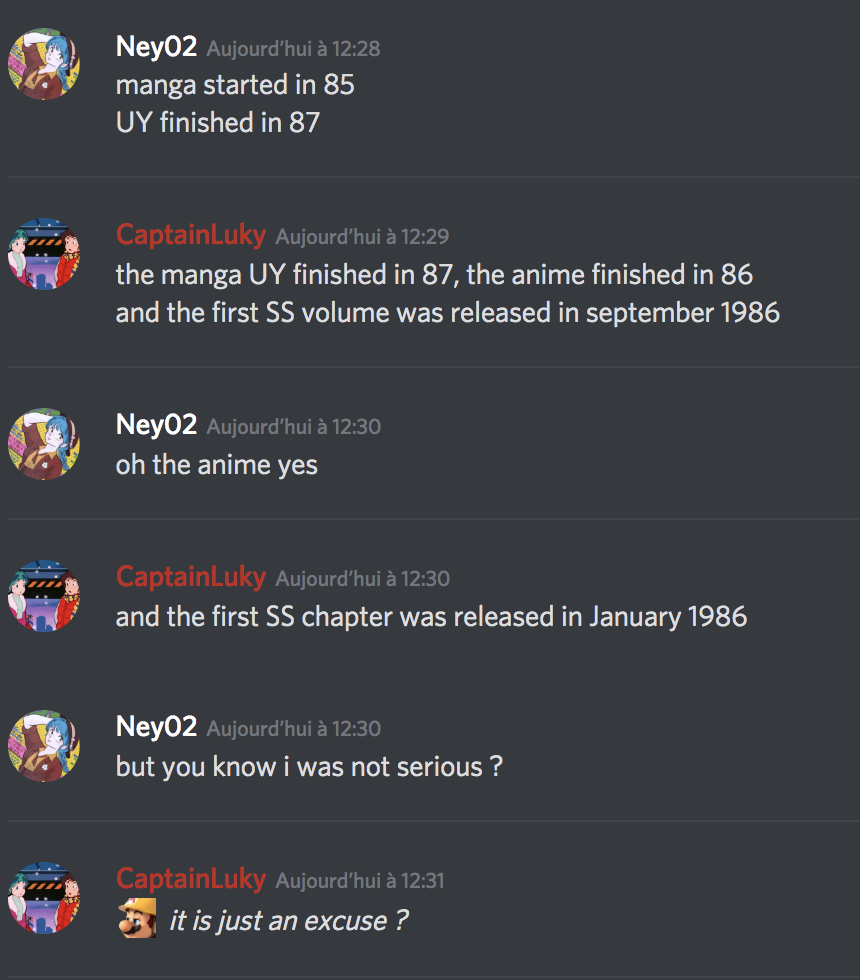 Ney02 Aujourd'hui à 12:28
manga started in 85
UY finished in 87
CaptainLuky Aujourd'hui à 12:29
the manga UY finished in 87, the anime finished in 86
and the first SS volume was released in september 1986
Ney02 Aujourd'hui à 12:30
oh the anime yes
CaptainLuky Aujourd'hui à 12:30
and the first SS chapter was released in January 1986
Ney02 Aujourd'hui à 12:30
but you know i was not serious ?
CaptainLuky Aujourd'hui à 12:31
it is just an excuse ?